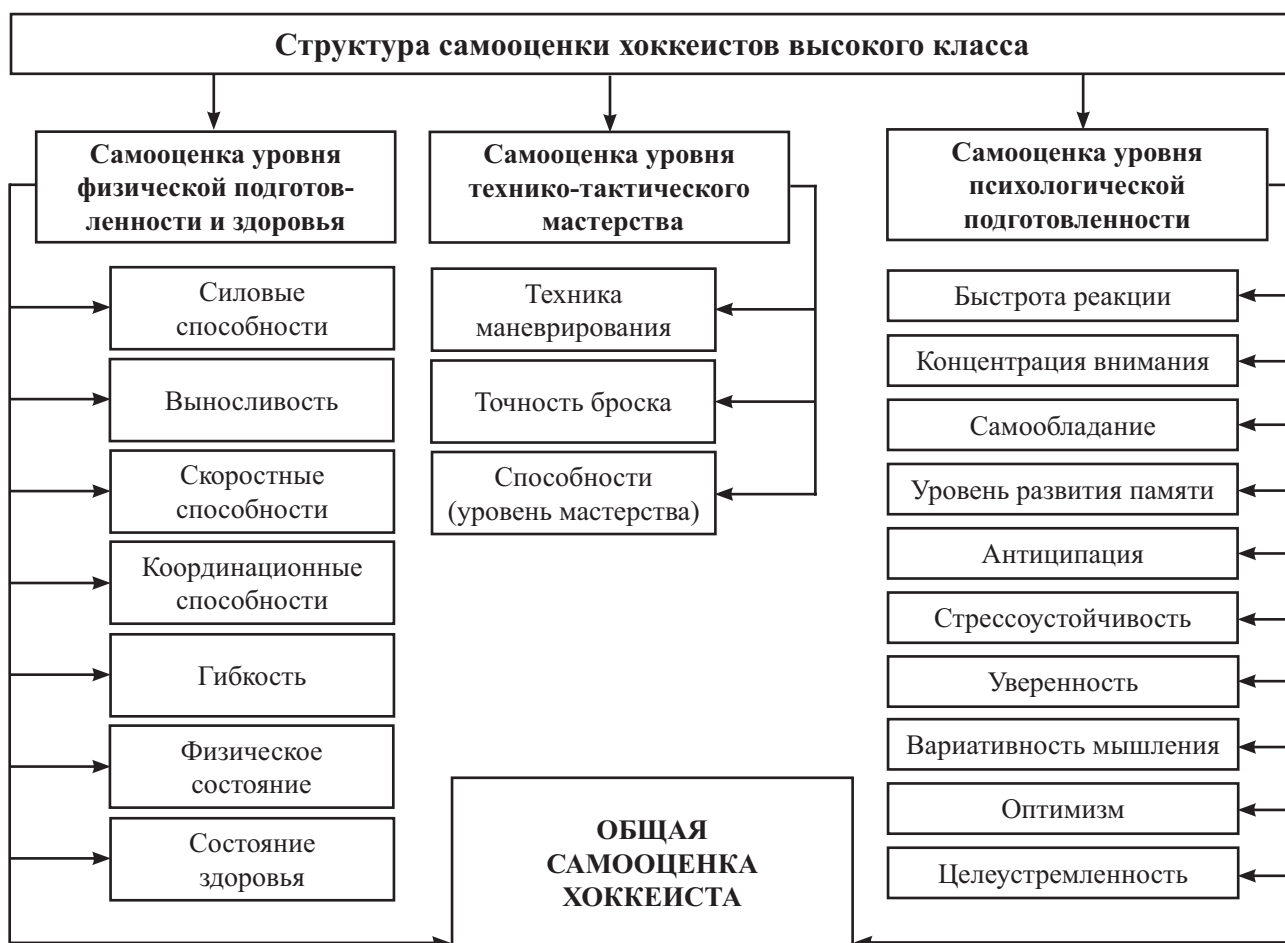 Структура самооценки хоккеистов высокого класса
Самооценка уровня
физической подготов-
ленности и здоровья
Силовые
способности
Выносливость
Скоростные
способности
Координационные
способности
Гибкость
Физическое
состояние
Состояние
здоровья
Самооценка уровня
технико-тактического
мастерства
Техника
маневрирования
Точность броска
Способности
(уровень мастерства)
Самооценка уровня
психологической
подготовленности
Быстрота реакции
Концентрация внимания
Самообладание
Уровень развития памяти
Антиципация
Стрессоустойчивость
Уверенность
Вариативность мышления
Оптимизм
Целеустремленность
ОБЩАЯ
САМООЦЕНКА
ХОККЕИСТА